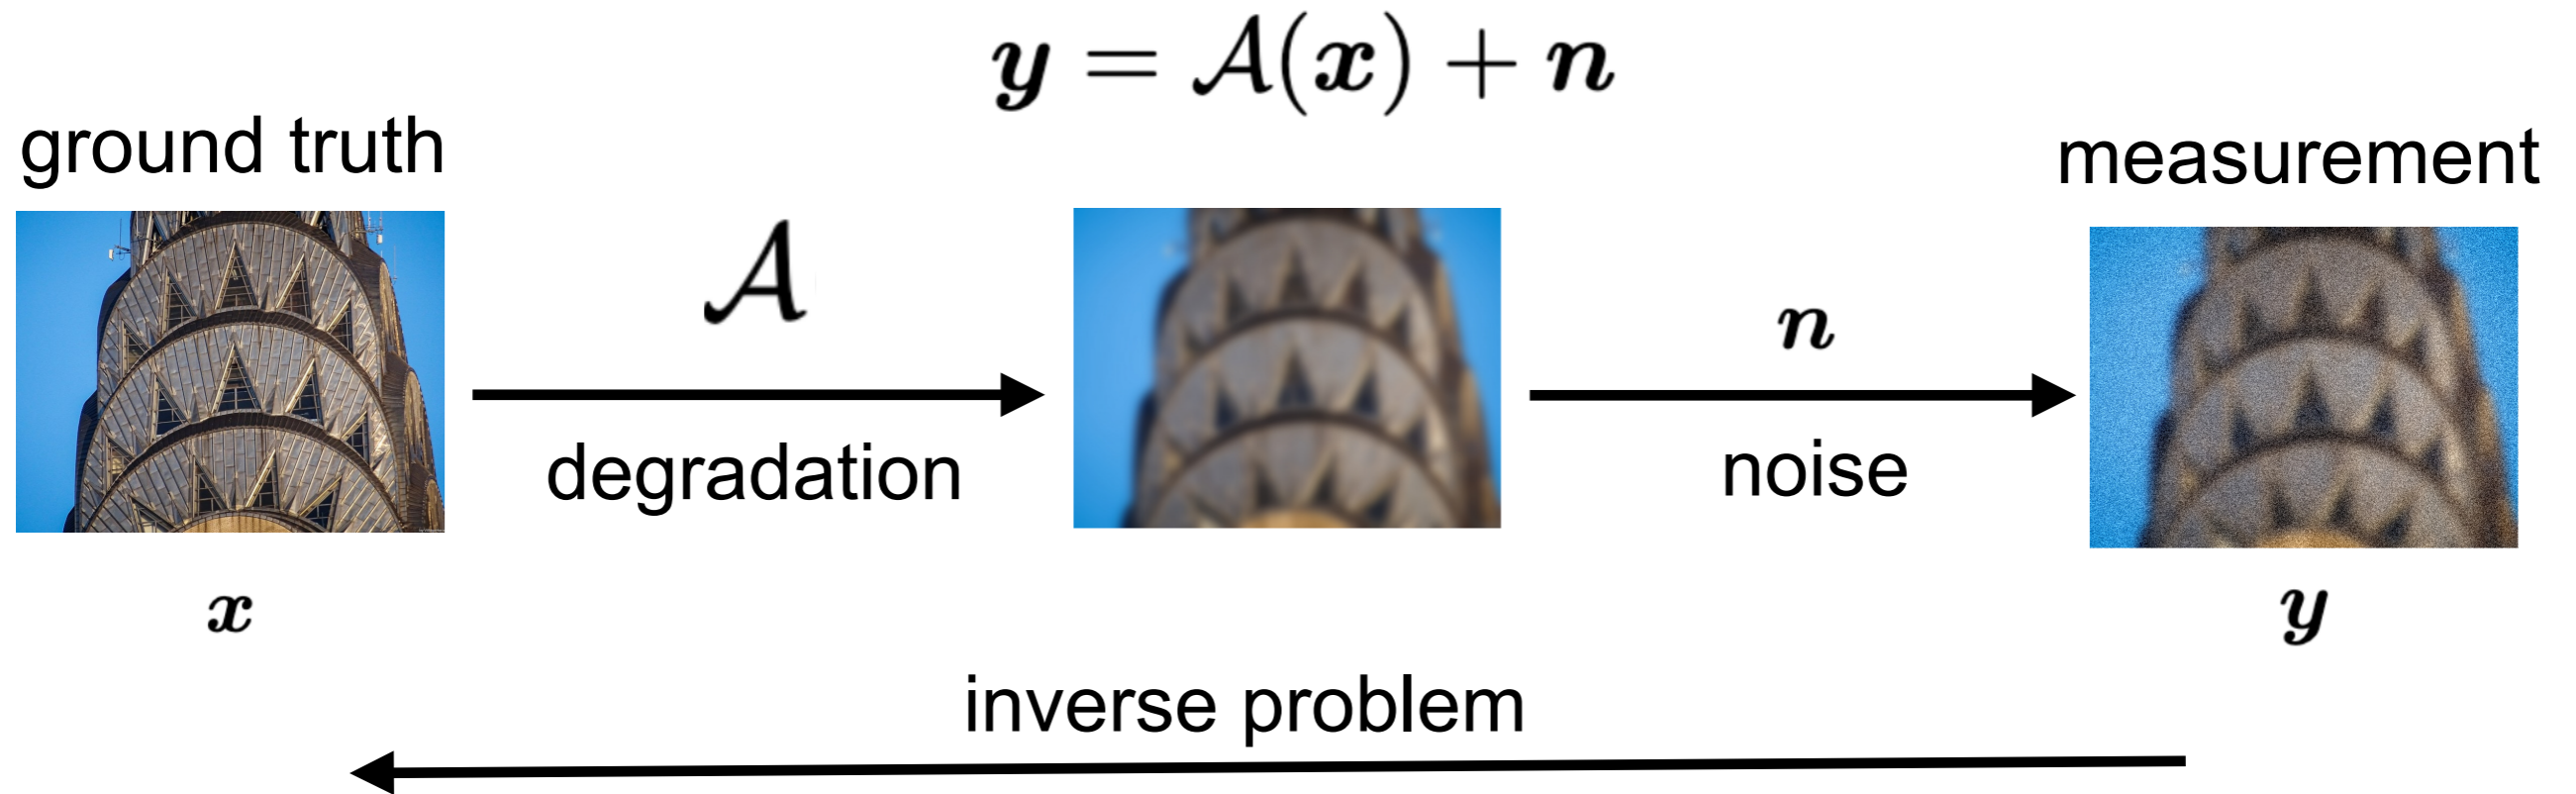 y = A(x) + n
ground truth
measurement
A
n
degradation
noise
x
y
inverse problem